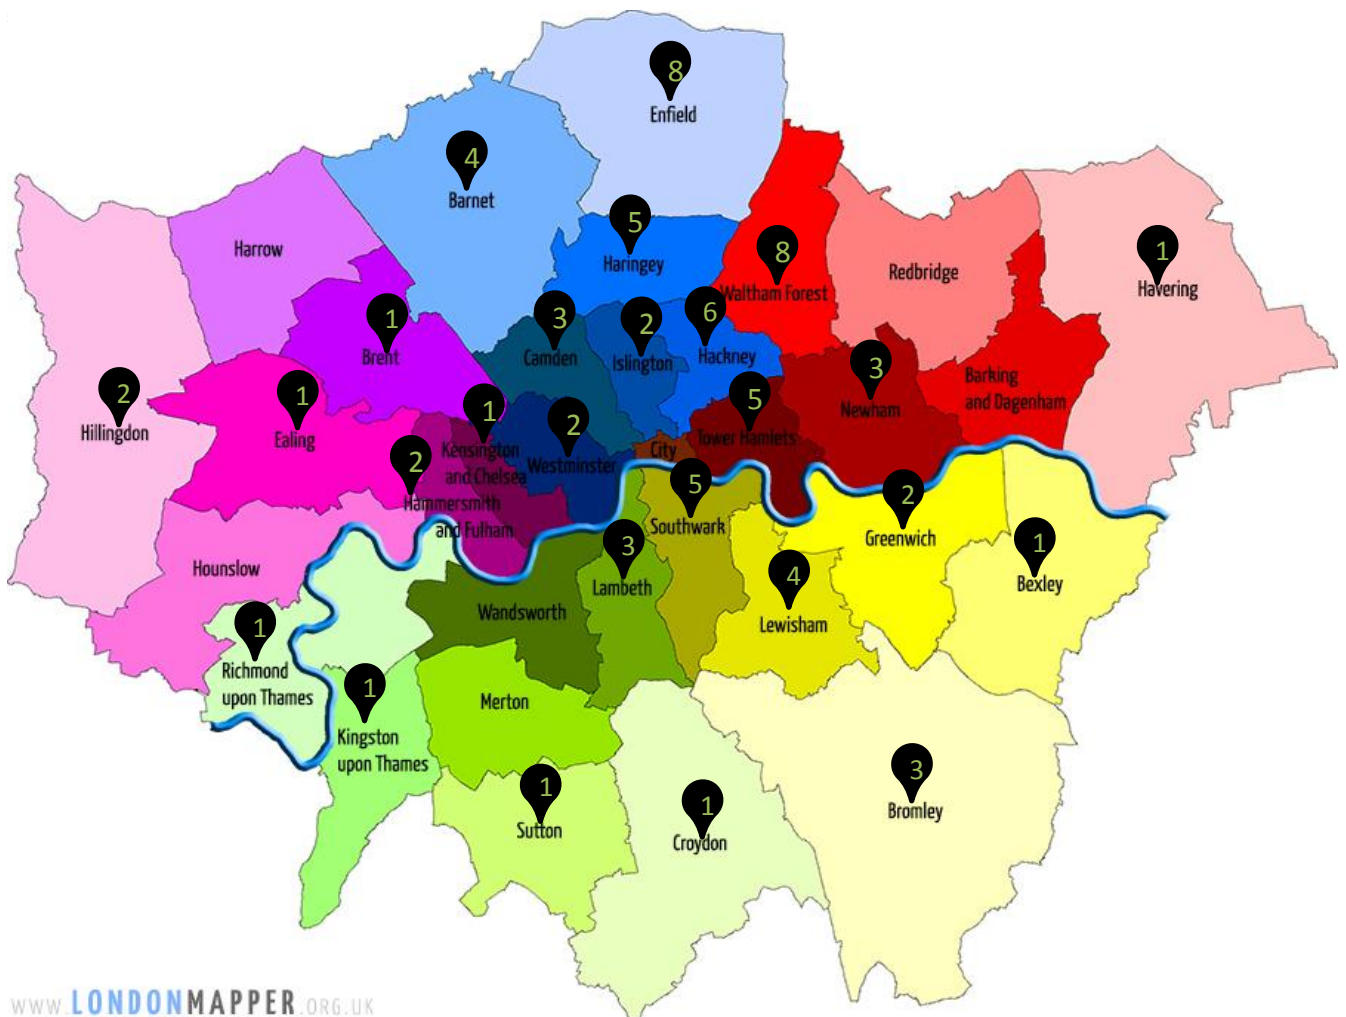 8
Enfield
4
Barnet
5
Haringey
Harrow
8
Waltham Forest
Redbridge
1
Havering
1
Brent
3
Camden
2
Islington
6
Hackney
3
Newham
Barking
and Dagenham
2
Hillingdon
1
Ealing
1
Kensington
and Chelsea
2
Westminster
City
5
Tower Hamlets
2
Hammersmith
and Fulham
5
Southwark
2
Greenwich
1
Bexley
Hounslow
Wandsworth
3
Lambeth
4
Lewisham
1
Richmond
upon Thames
1
Kingston
upon Thames
Merton
1
Sutton
1
Croydon
3
Bromley
WWW.LONDONMAPPER.ORG.UK